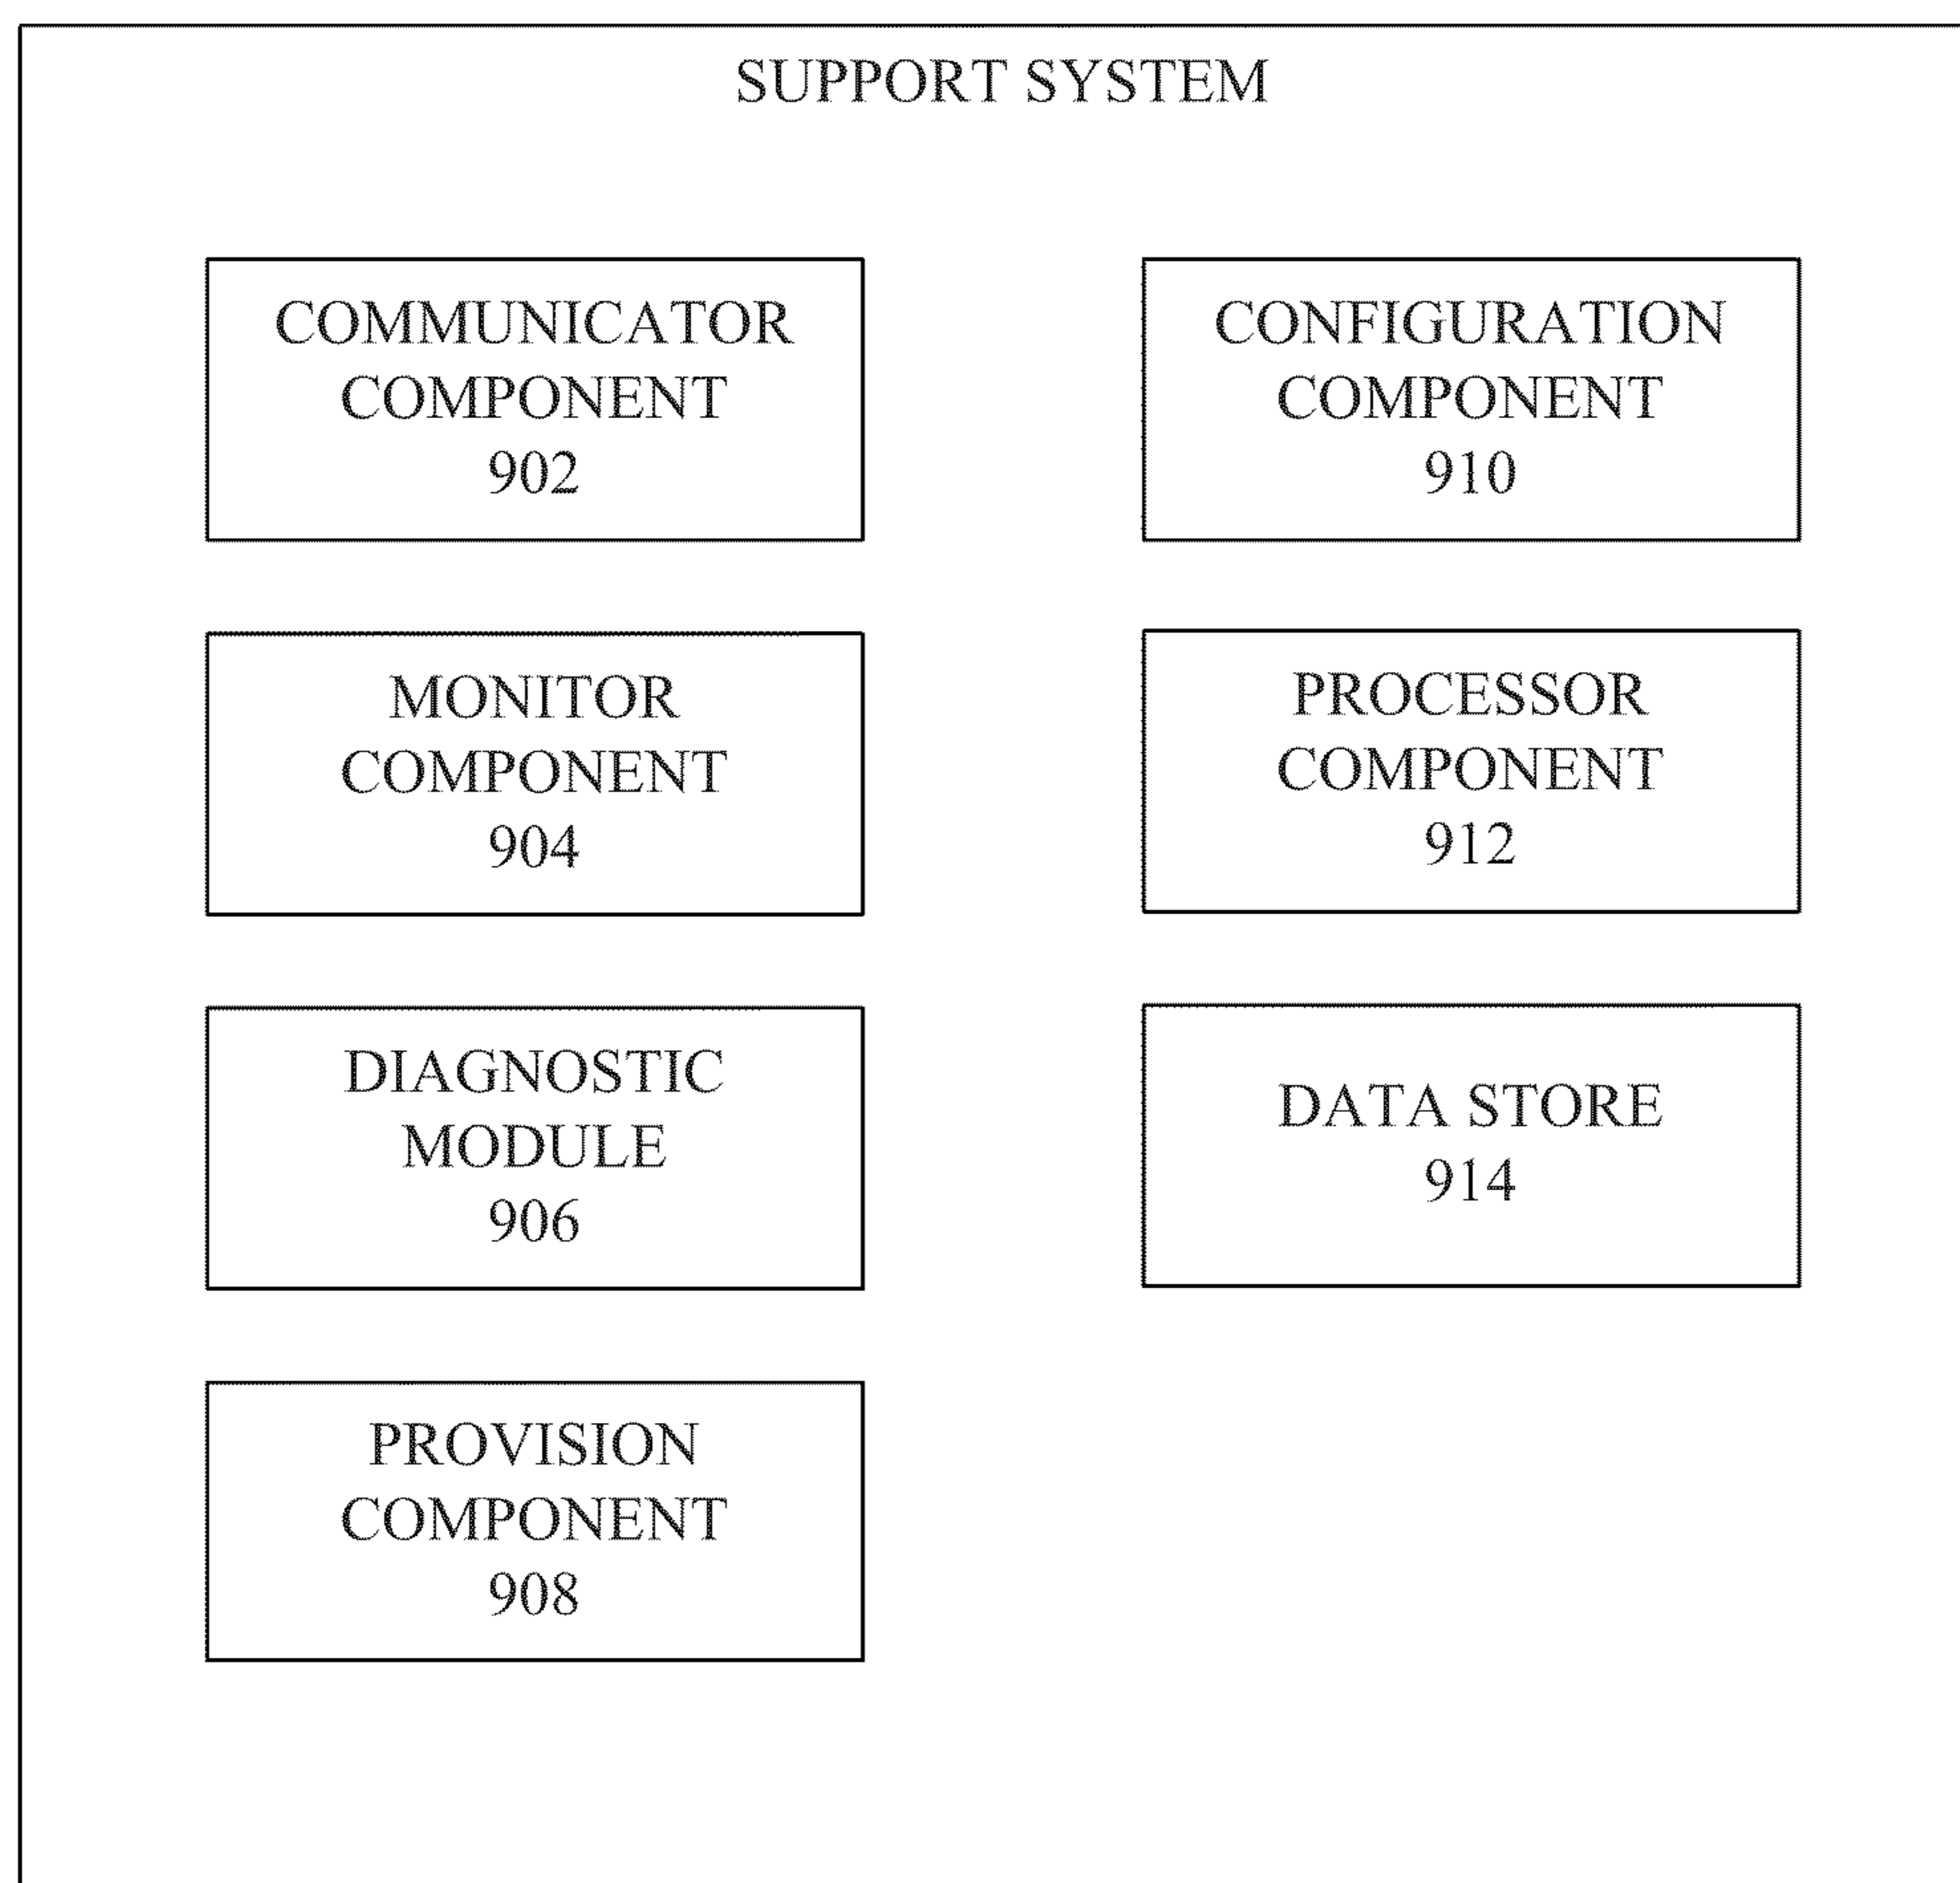 SUPPORT SYSTEM
COMMUNICATOR
COMPONENT
902
MONITOR
COMPONENT
904
DIAGNOSTIC
MODULE
906
PROVISION
COMPONENT
908
CONFIGURATION
COMPONENT
910
PROCESSOR
COMPONENT
912
DATA STORE
914